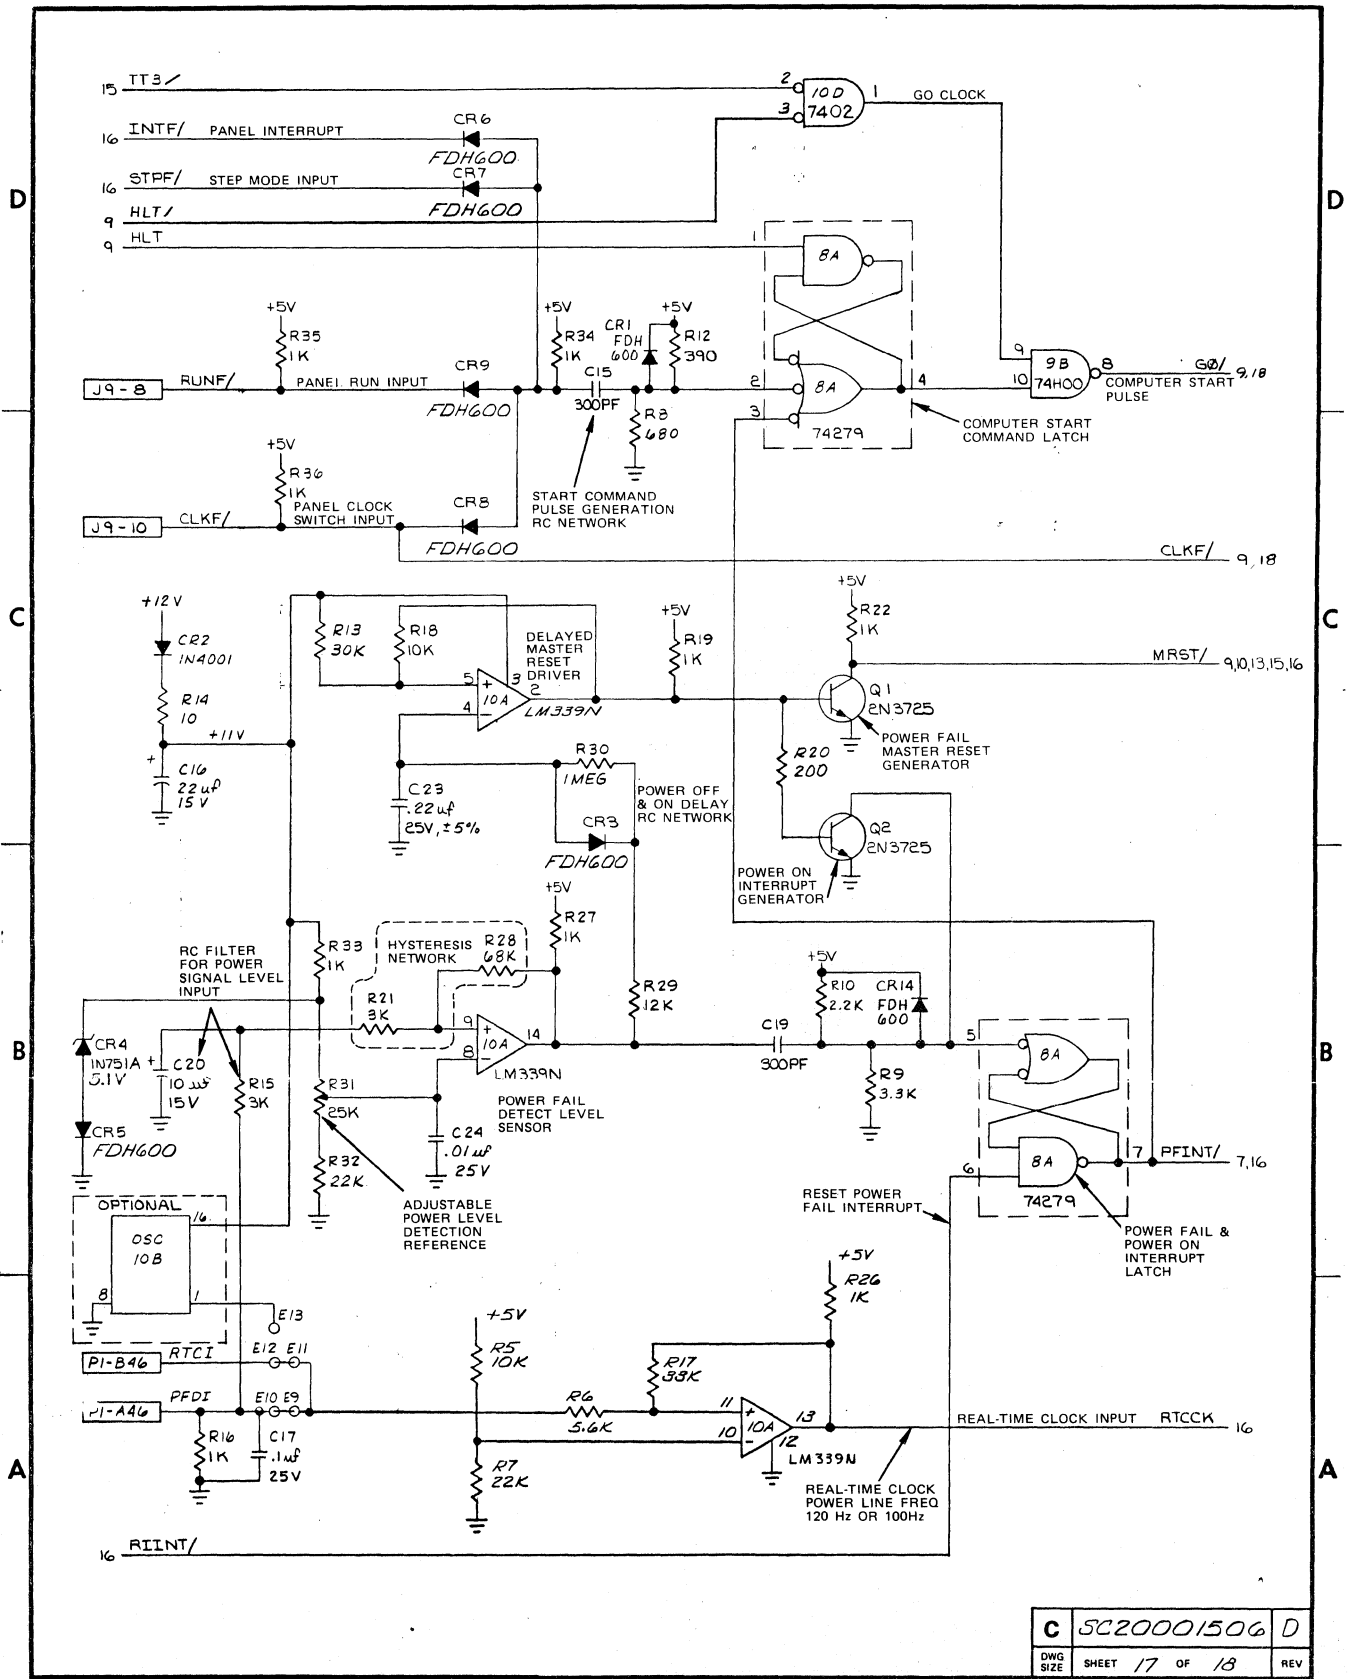 15 TT3/
2
3
10D
7402
1
GO CLOCK
16 INTF/ PANEL INTERRUPT
CR6
FDH600
16 STPF/ STEP MODE INPUT
CR7
FDH600
9 HLT/
9 HLT
D
D
1
8A
+5V
R35
1K
J9-8
RUNF/
PANEL RUN INPUT
CR9
FDH600
+5V
R34
1K
C15
300PF
CR1
FDH
600
+5V
R12
390
R8
680
2
3
8A
74279
4
9
10
9B
74H00
8
GØ/
9,18
COMPUTER START
PULSE
COMPUTER START
COMMAND LATCH
+5V
R36
1K
PANEL CLOCK
SWITCH INPUT
START COMMAND
PULSE GENERATION
RC NETWORK
J9-10
CLKF/
CR8
FDH600
CLKF/
9,18
C
C
+12V
CR2
1N4001
R14
10
+11V
+
C16
22uf
15V
R13
30K
R18
10K
DELAYED
MASTER
RESET
DRIVER
5
+
3
2
10A
4
-
LM339N
+5V
R19
1K
+5V
R22
1K
MRST/
9,10,13,15,16
Q1
2N3725
POWER FAIL
MASTER RESET
GENERATOR
R20
200
R30
1MEG
POWER OFF
& ON DELAY
RC NETWORK
C23
.22uf
25V, ±5%
CR3
FDH600
Q2
2N3725
POWER ON
INTERRUPT
GENERATOR
+5V
R27
1K
RC FILTER
FOR POWER
SIGNAL LEVEL
INPUT
R33
1K
HYSTERESIS
NETWORK
R28
68K
R21
3K
R29
12K
9
+
10A
14
8
-
LM339N
+5V
R10
2.2K
CR14
FDH
600
C19
300PF
R9
3.3K
5
8A
B
B
CR4
1N751A
5.1V
+
C20
10uf
15V
R15
3K
R31
25K
POWER FAIL
DETECT LEVEL
SENSOR
C24
.01uf
25V
CR5
FDH600
R32
22K
8A
6
7
PFINT/
7,16
74279
RESET POWER
FAIL INTERRUPT
ADJUSTABLE
POWER LEVEL
DETECTION
REFERENCE
POWER FAIL &
POWER ON
INTERRUPT
LATCH
OPTIONAL
OSC
10B
16
8
1
E13
+5V
R26
1K
+5V
R5
10K
P1-B46
RTCI
E12 E11
R17
33K
P1-A46
PFDI
E10 E9
R6
5.6K
11
+
10A
13
10
-
12
LM339N
REAL-TIME CLOCK INPUT RTCCK
16
R16
1K
C17
.1uf
25V
R7
22K
A
A
REAL-TIME CLOCK
POWER LINE FREQ
120 Hz OR 100Hz
16 RIINT/
C SC20001506 D
DWG
SIZE
SHEET 17 OF 18
REV